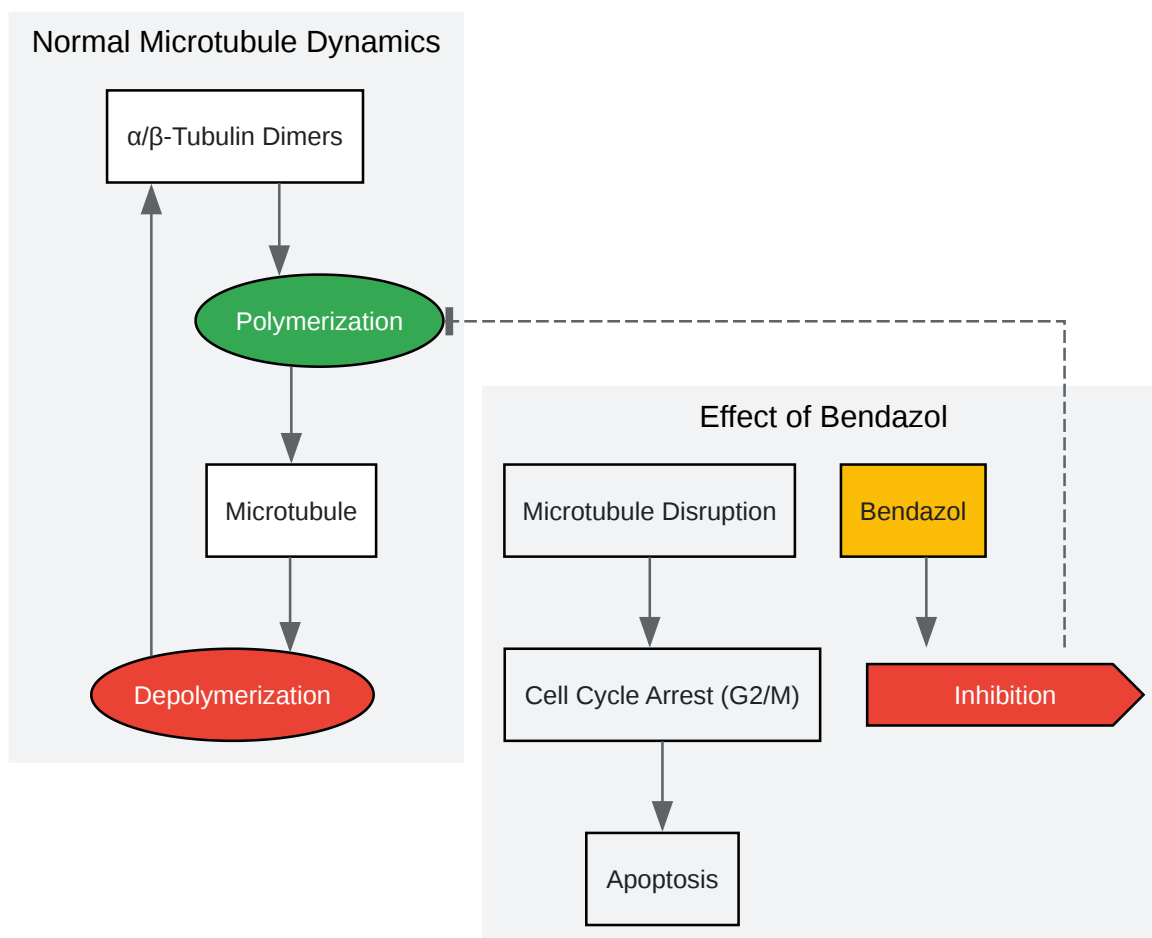 Normal Microtubule Dynamics
α/β-Tubulin Dimers
Polymerization
Microtubule
Depolymerization
Effect of Bendazol
Microtubule Disruption
Bendazol
Cell Cycle Arrest (G2/M)
Inhibition
Apoptosis